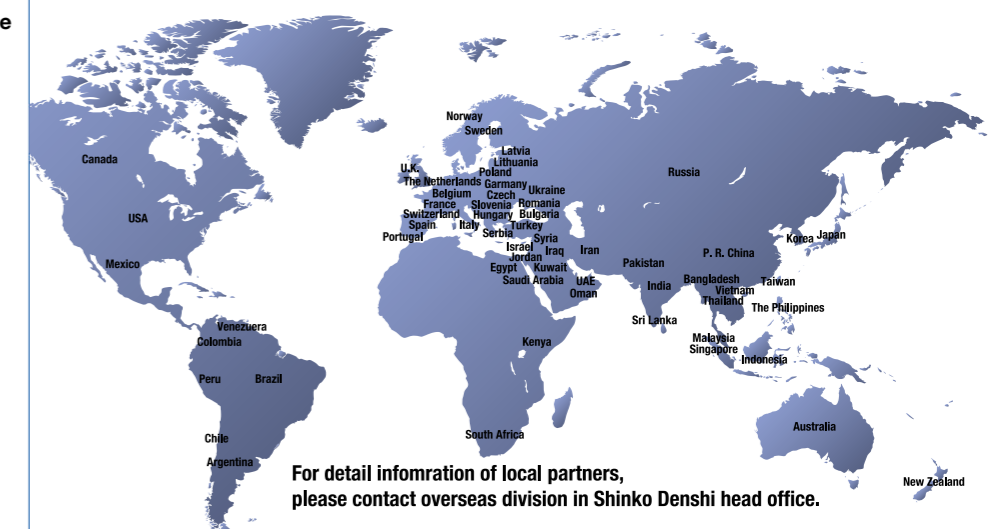 e
Norway
Sweden
Canada
Latvia
Lithuania
U.K.
Poland
Russia
The Netherlands
Garmany
Belgium
Czech
Ukraine
France
Slovenia
Romania
USA
Switzerland
Hungary
Bulgaria
Spain
Italy
Turkey
Portugal
Serbia
Syria
Korea
Japan
Israel
Iraq
Iran
P. R. China
Jordan
Mexico
Egypt
Kuwait
Pakistan
Saudi Arabia
UAE
India
Bangladesh
Taiwan
Oman
Vietnam
Thailand
The Philippines
Sri Lanka
Venezuera
Colombia
Kenya
Malaysia
Singapore
Indonesia
Peru
Brazil
Chile
South Africa
Australia
Argentina
For detail infomration of local partners,
please contact overseas division in Shinko Denshi head office.
New Zealand